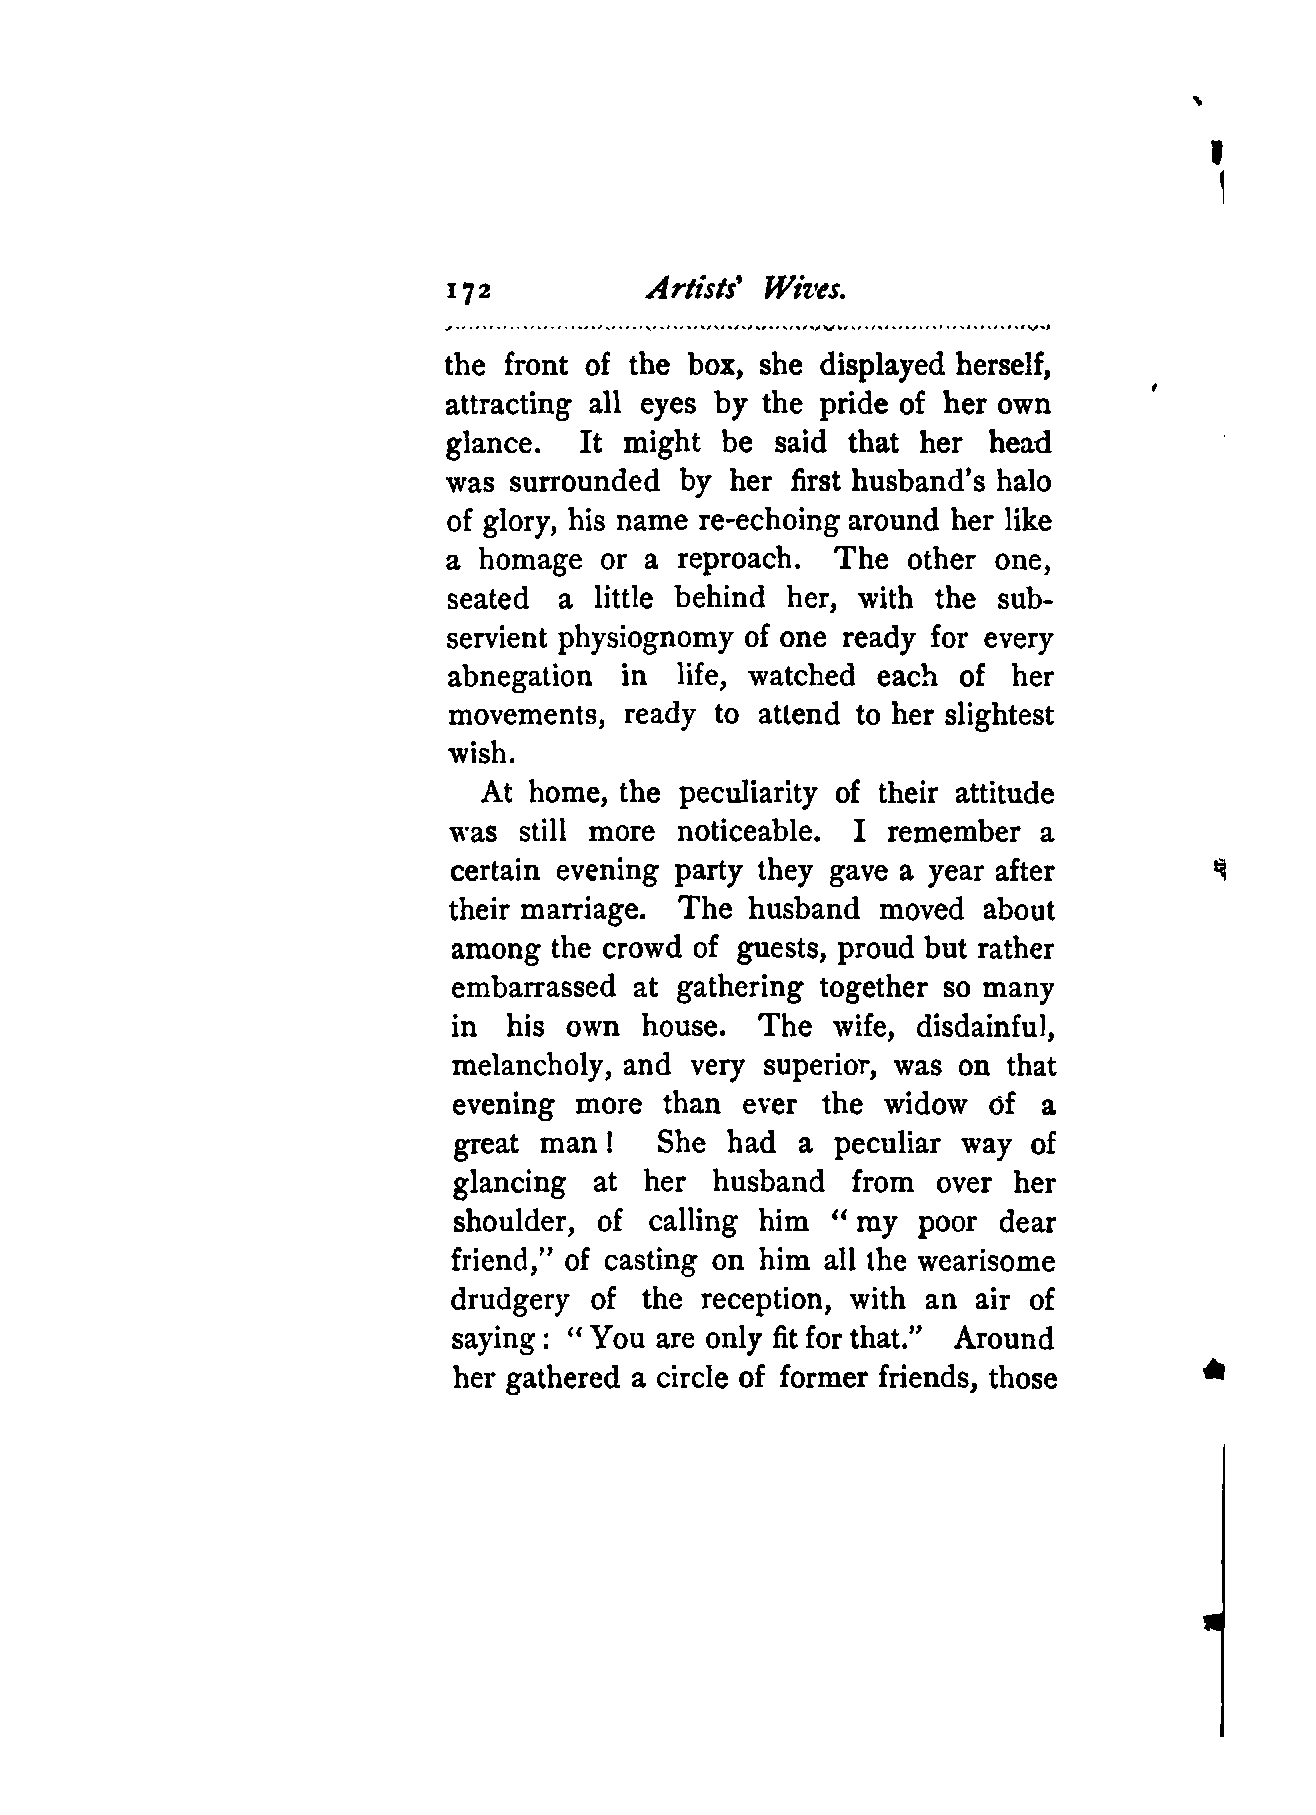 172 Artists' Wives.
the front of the box, she displayed herself,
attracting all eyes by the pride of her own
glance. It might be said that her head
was surrounded by her first husband's halo
of glory, his name re-echoing around her like
a homage or a reproach. The other one,
seated a little behind her, with the sub-
servient physiognomy of one ready for every
abnegation in life, watched each of her
movements, ready to attend to her slightest
wish.
At home, the peculiarity of their attitude
was still more noticeable. I remember a
certain evening party they gave a year after
their marriage. The husband moved about
among the crowd of guests, proud but rather
embarrassed at gathering together so many
in his own house. The wife, disdainful,
melancholy, and very superior, was on that
evening more than ever the widow of a
great man! She had a peculiar way of
glancing at her husband from over her
shoulder, of calling him "my poor dear
friend," of casting on him all the wearisome
drudgery of the reception, with an air of
saying: "You are only fit for that." Around
her gathered a circle of former friends, those